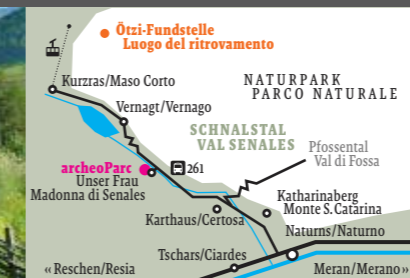 Ötzi-Fundstelle
Luogo del ritrovamento
Kurzras/Maso Corto
NATURPARK
PARCO NATURALE
Vernagt/Vernago
SCHNALSTAL
VAL SENALES
Pfossental
Val di Fossa
archeoParc
261
Unser Frau
Madonna di Senales
Katharinaberg
Monte S. Catarina
Karthaus/Certosa
Naturns/Naturno
Tschars/Ciardes
«Reschen/Resia
Meran/Merano»